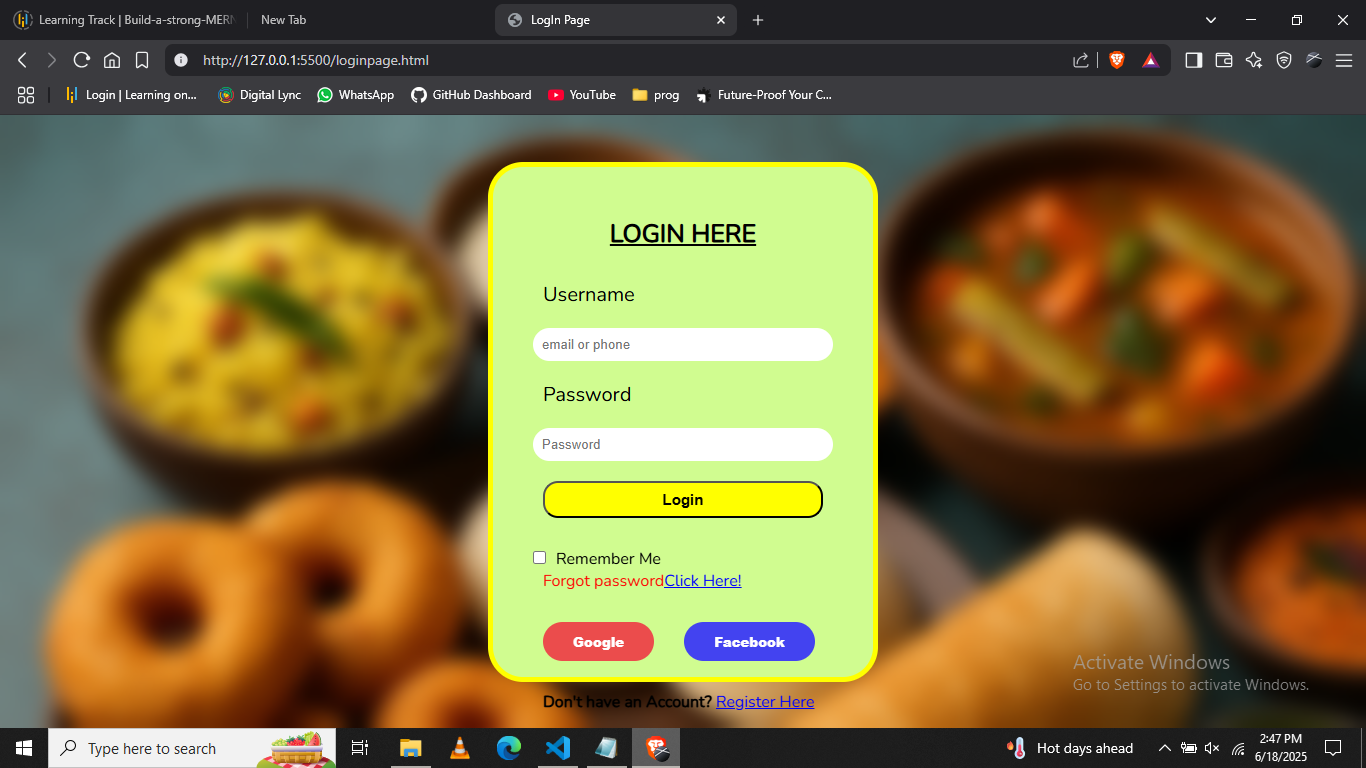 Learning Track | Build-a-strong-MERN
New Tab
LogIn Page
http://127.0.0.1:5500/loginpage.html
Login | Learning on...
Digital Lync
WhatsApp
GitHub Dashboard
YouTube
prog
Future-Proof Your C...
LOGIN HERE
Username
email or phone
Password
Password
Login
Remember Me
Forgot passwordClick Here!
Google
Facebook
Don't have an Account? Register Here
Activate Windows
Go to Settings to activate Windows.
Type here to search
Hot days ahead
2:47 PM
6/18/2025